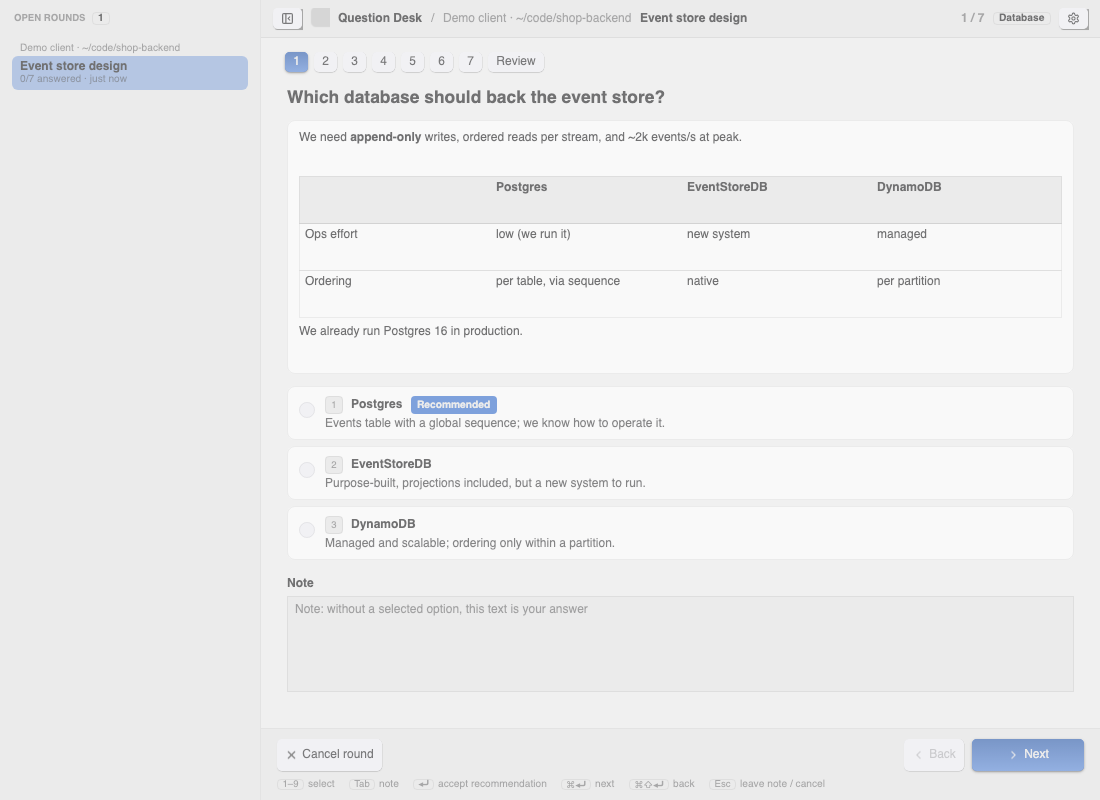 OPEN ROUNDS 1
Demo client · ~/code/shop-backend
Event store design
0/7 answered · just now
Question Desk / Demo client · ~/code/shop-backend Event store design
1 / 7 Database
1 2 3 4 5 6 7 Review
Which database should back the event store?
We need append-only writes, ordered reads per stream, and ~2k events/s at peak.
Postgres EventStoreDB DynamoDB
Ops effort low (we run it) new system managed
Ordering per table, via sequence native per partition
We already run Postgres 16 in production.
1 Postgres Recommended
Events table with a global sequence; we know how to operate it.
2 EventStoreDB
Purpose-built, projections included, but a new system to run.
3 DynamoDB
Managed and scalable; ordering only within a partition.
Note
Note: without a selected option, this text is your answer
Cancel round
Back
Next
1–9 select Tab note ↵ accept recommendation ⌘↵ next ⌘⇧↵ back Esc leave note / cancel